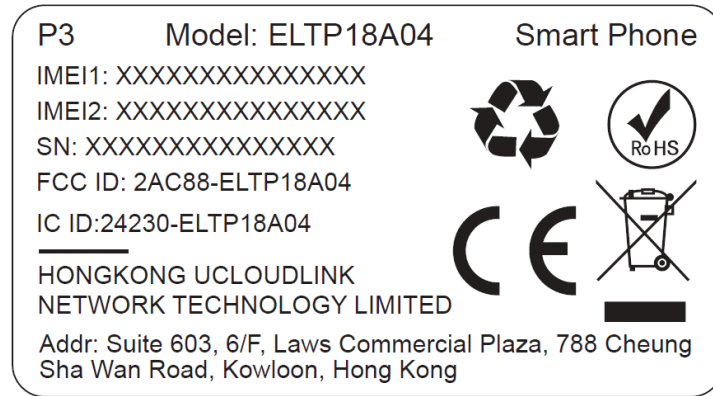 P3 Model: ELTP18A04 Smart Phone
IMEI1: XXXXXXXXXXXXXXX
IMEI2: XXXXXXXXXXXXXXX
SN: XXXXXXXXXXXXXXX
FCC ID: 2AC88-ELTP18A04
IC ID:24230-ELTP18A04
RoHS
CE
HONGKONG UCLOUDLINK
NETWORK TECHNOLOGY LIMITED
Addr: Suite 603, 6/F, Laws Commercial Plaza, 788 Cheung
Sha Wan Road, Kowloon, Hong Kong